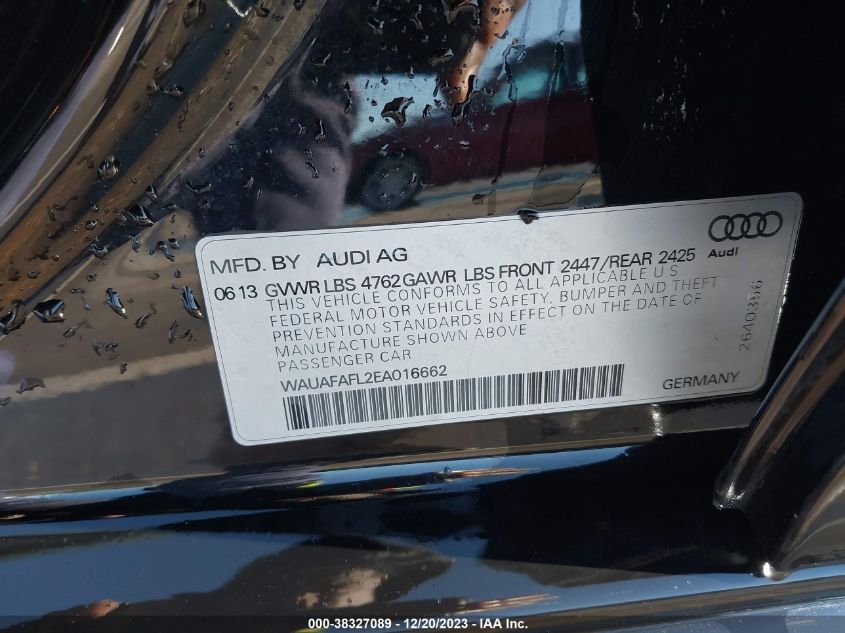 MFD. BY AUDI AG
Audi
06 13 GVWR LBS 4762 GAWR LBS FRONT 2447/REAR 2425
THIS VEHICLE CONFORMS TO ALL APPLICABLE U S
FEDERAL MOTOR VEHICLE SAFETY, BUMPER AND THEFT
PREVENTION STANDARDS IN EFFECT ON THE DATE OF
MANUFACTURE SHOWN ABOVE
PASSENGER CAR
2640356
WAUAFAFL2EA016662
GERMANY
000-38327089 - 12/20/2023 - IAA Inc.